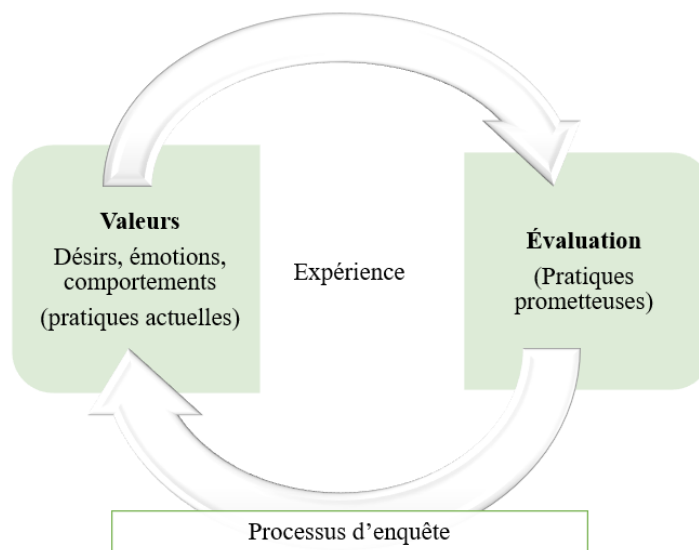 Valeurs
Désirs, émotions,
comportements
(pratiques actuelles)
Expérience
Évaluation
(Pratiques
prometteuses)
Processus d’enquête